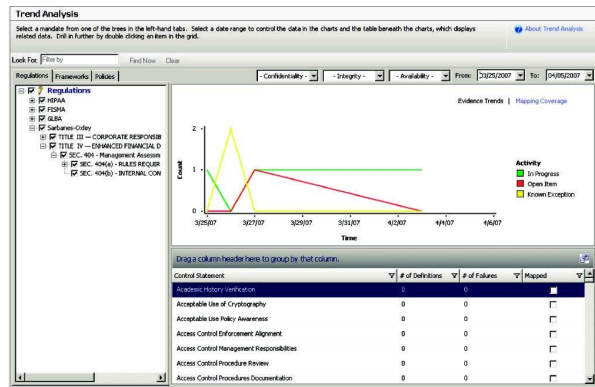 Trend Analysis
Select a mandate from one of the trees in the left-hand tabs. Select a date range to control the data in the charts and the table beneath the charts, which displays
related data. Drill in further by double clicking an item in the grid.
About Trend Analysis
Look For: Filter by Find Now Clear
Regulations Frameworks Policies
- Confidentiality - - Integrity - - Availability - From: 03/25/2007 To: 04/05/2007
Regulations
HIPAA
FISMA
GLBA
Sarbanes-Oxley
TITLE III — CORPORATE RESPONSIB
TITLE IV — ENHANCED FINANCIAL D
SEC. 404 - Management Assessm
SEC. 404(a) - RULES REQUIR
SEC. 404(b) - INTERNAL CON
Evidence Trends | Mapping Coverage
Count
2
1
0
3/25/07 3/27/07 3/29/07 3/31/07 4/2/07 4/4/07 4/6/07
Time
Activity
In Progress
Open Item
Known Exception
Drag a column header here to group by that column.
Control Statement # of Definitions # of Failures Mapped
Academic History Verification 0 0
Acceptable Use of Cryptography 0 0
Acceptable Use Policy Awareness 0 0
Access Control Enforcement Alignment 0 0
Access Control Management Responsibilities 0 0
Access Control Procedure Review 0 0
Access Control Procedures Documentation 0 0